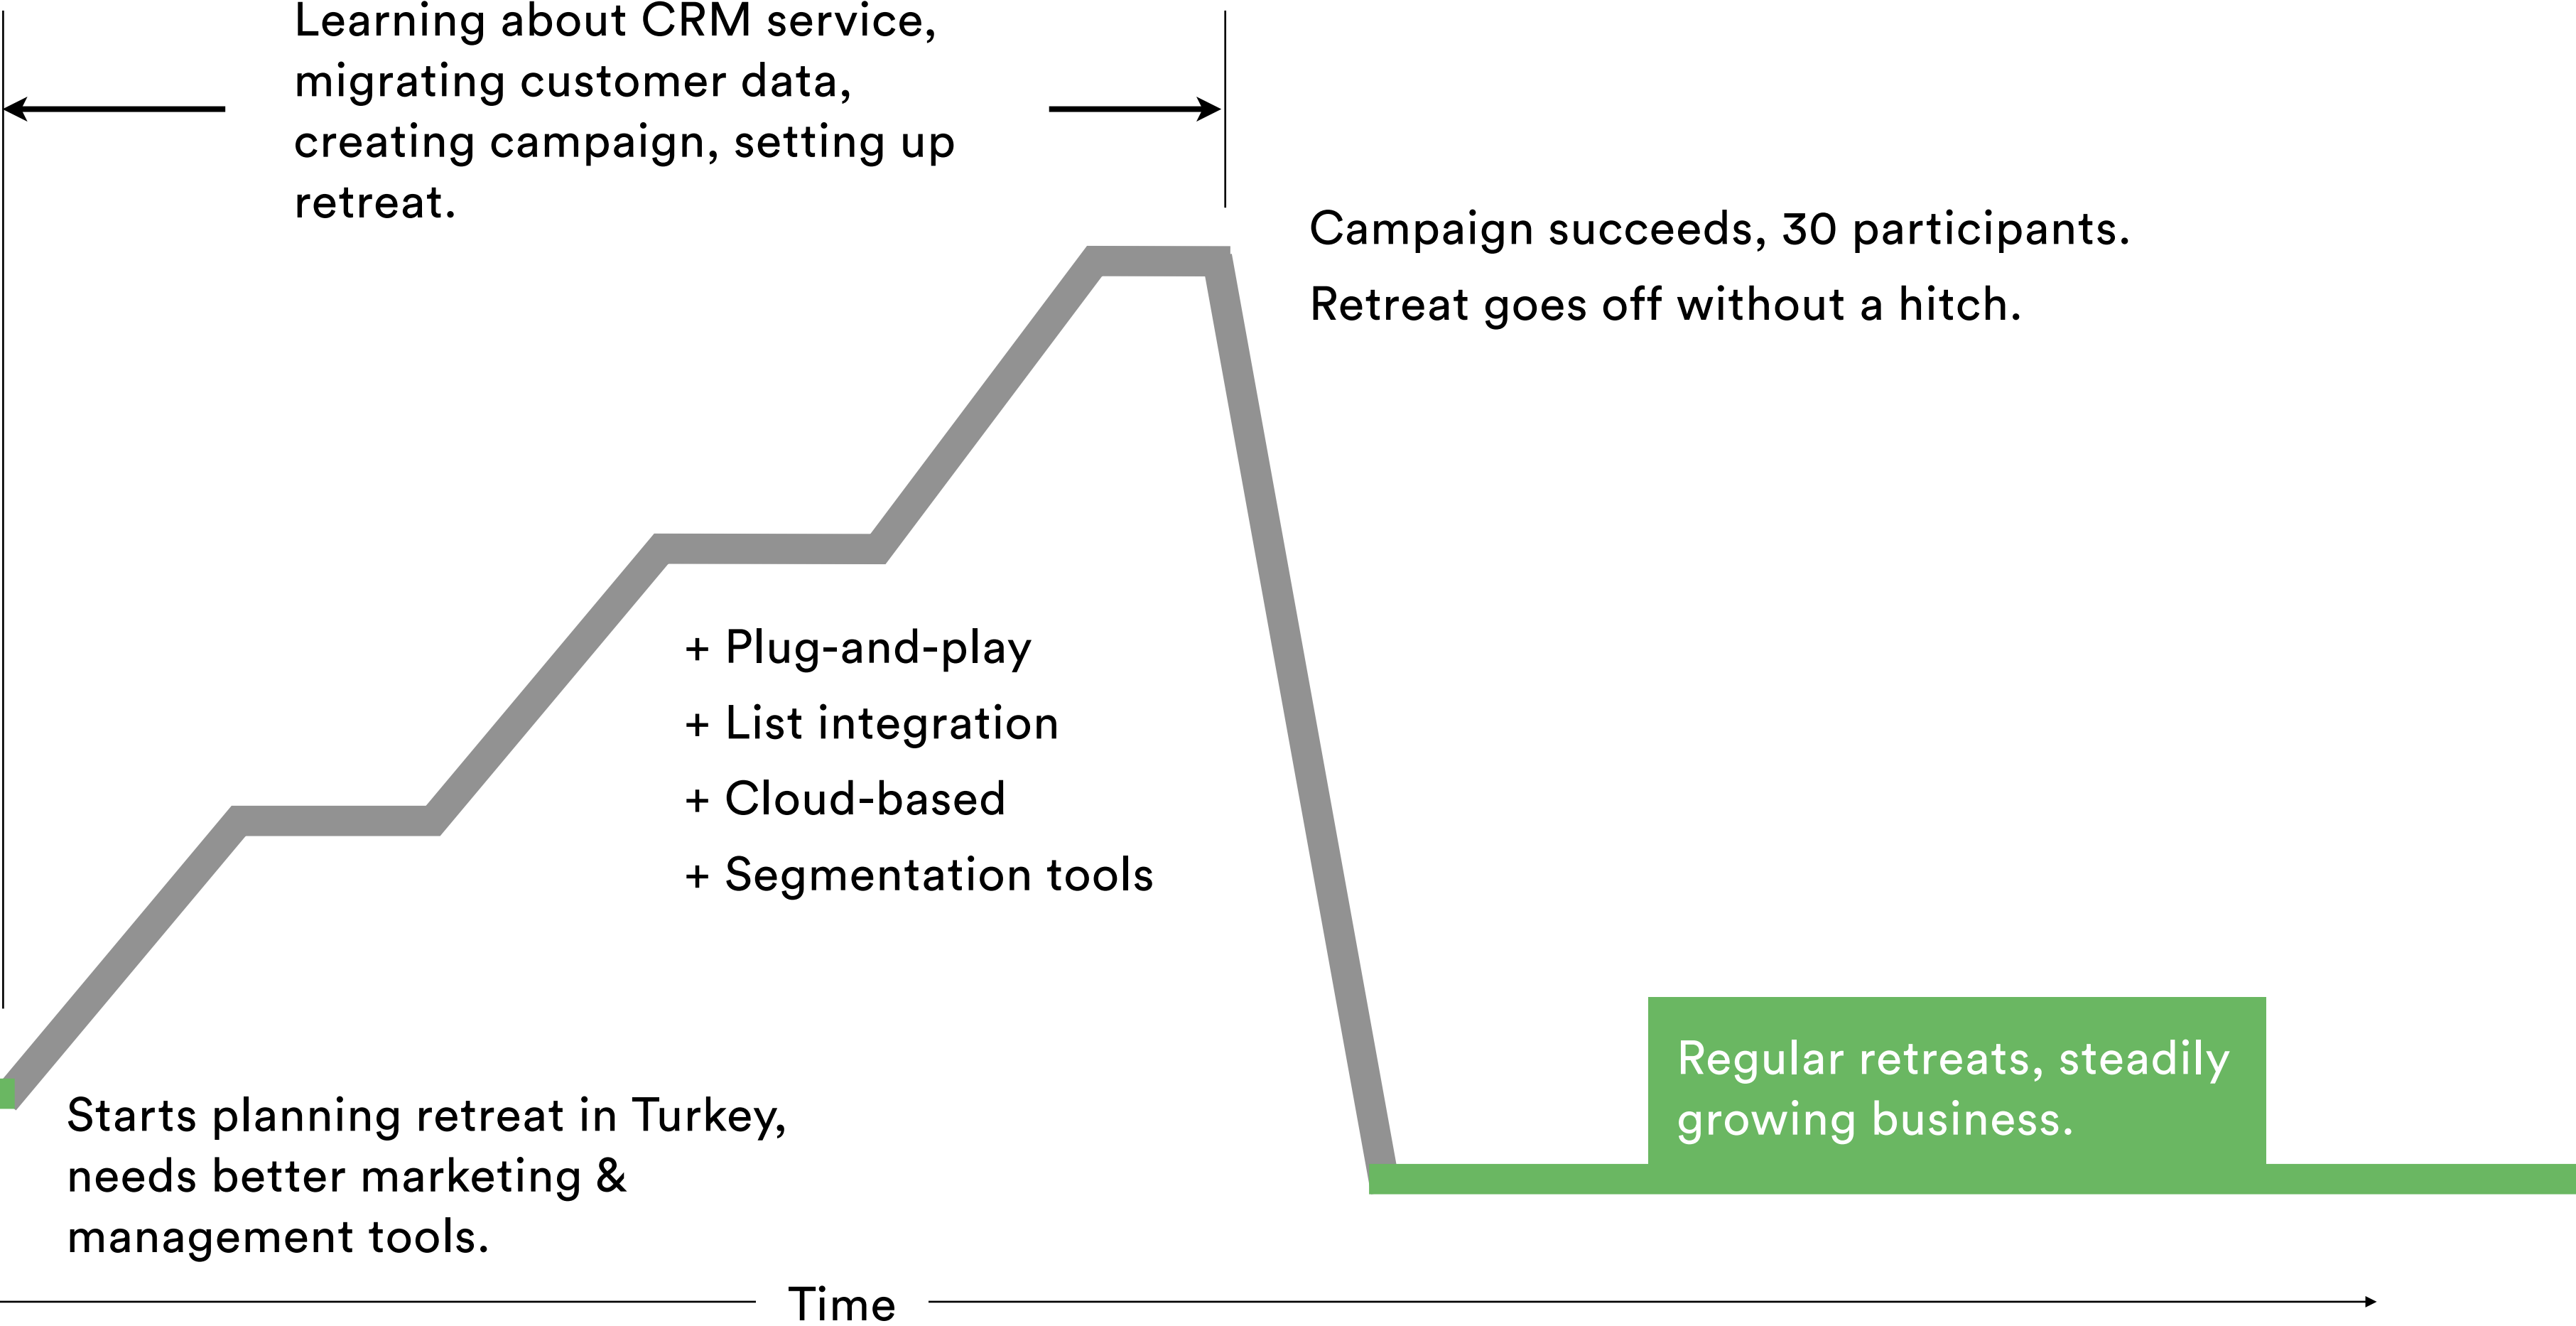 Learning about CRM service,
migrating customer data,
creating campaign, setting up
retreat.
Campaign succeeds, 30 participants.
Retreat goes off without a hitch.
+ Plug-and-play
+ List integration
+ Cloud-based
+ Segmentation tools
Regular retreats, steadily
growing business.
Starts planning retreat in Turkey,
needs better marketing &
management tools.
Time